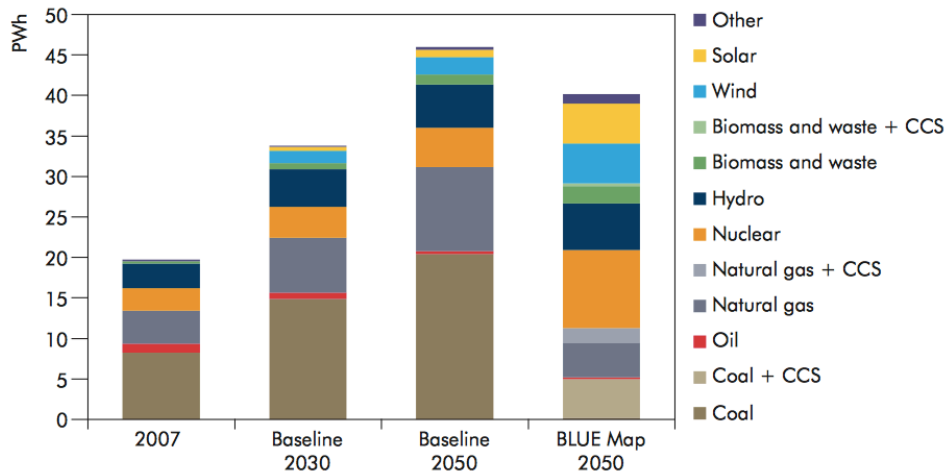 PWh
50
45
40
35
30
25
20
15
10
5
0
2007
Baseline
2030
Baseline
2050
BLUE Map
2050
Other
Solar
Wind
Biomass and waste + CCS
Biomass and waste
Hydro
Nuclear
Natural gas + CCS
Natural gas
Oil
Coal + CCS
Coal